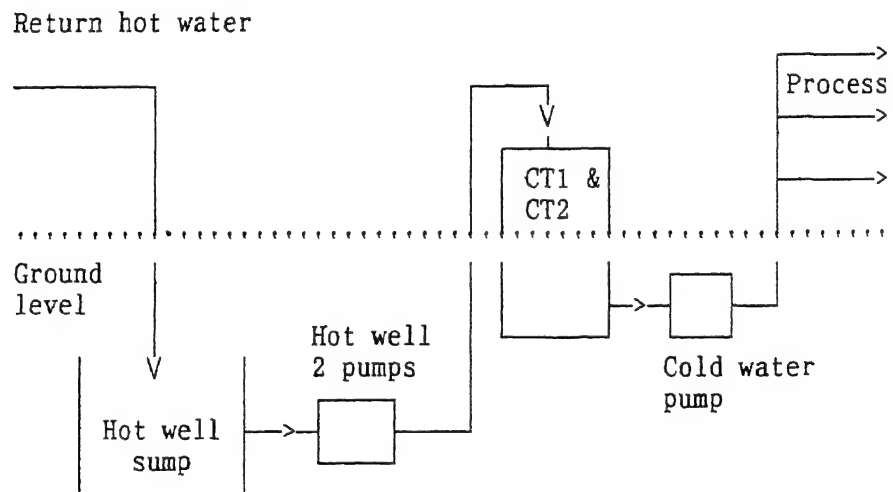 Return hot water
Process
CT1 &
CT2
Ground
level
Hot well
2 pumps
Cold water
pump
Hot well
sump